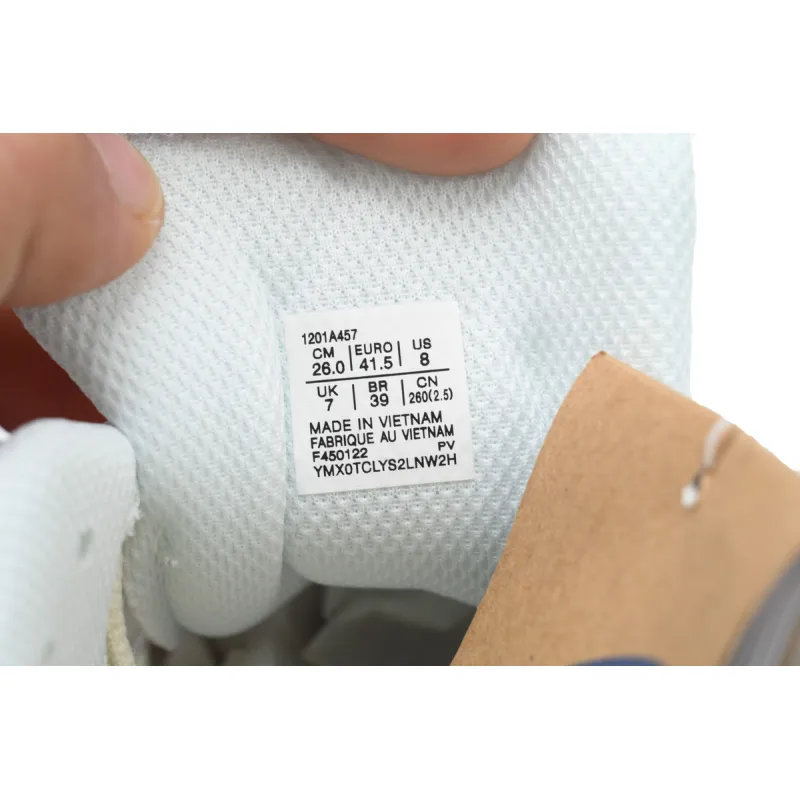 1201A457
CM | EURO | US
26.0 | 41.5 | 8
UK | BR | CN
7 | 39 | 260(2.5)
MADE IN VIETNAM
FABRIQUE AU VIETNAM
F450122 PV
YMX0TCLYS2LNW2H